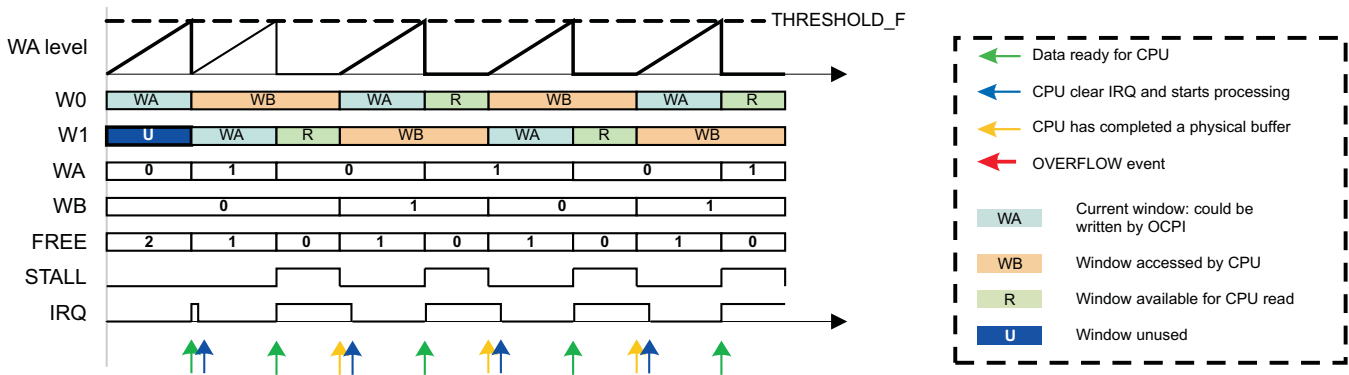 THRESHOLD_F
WA level
W0 WA WB WA R WB WA R
W1 U WA R WB WA R WB
WA 0 1 0 1 0 1
WB 0 1 0 1
FREE 2 1 0 1 0 1 0 1 0
STALL
IRQ
Data ready for CPU
CPU clear IRQ and starts processing
CPU has completed a physical buffer
OVERFLOW event
WA Current window: could be
written by OCPI
WB Window accessed by CPU
R Window available for CPU read
U Window unused